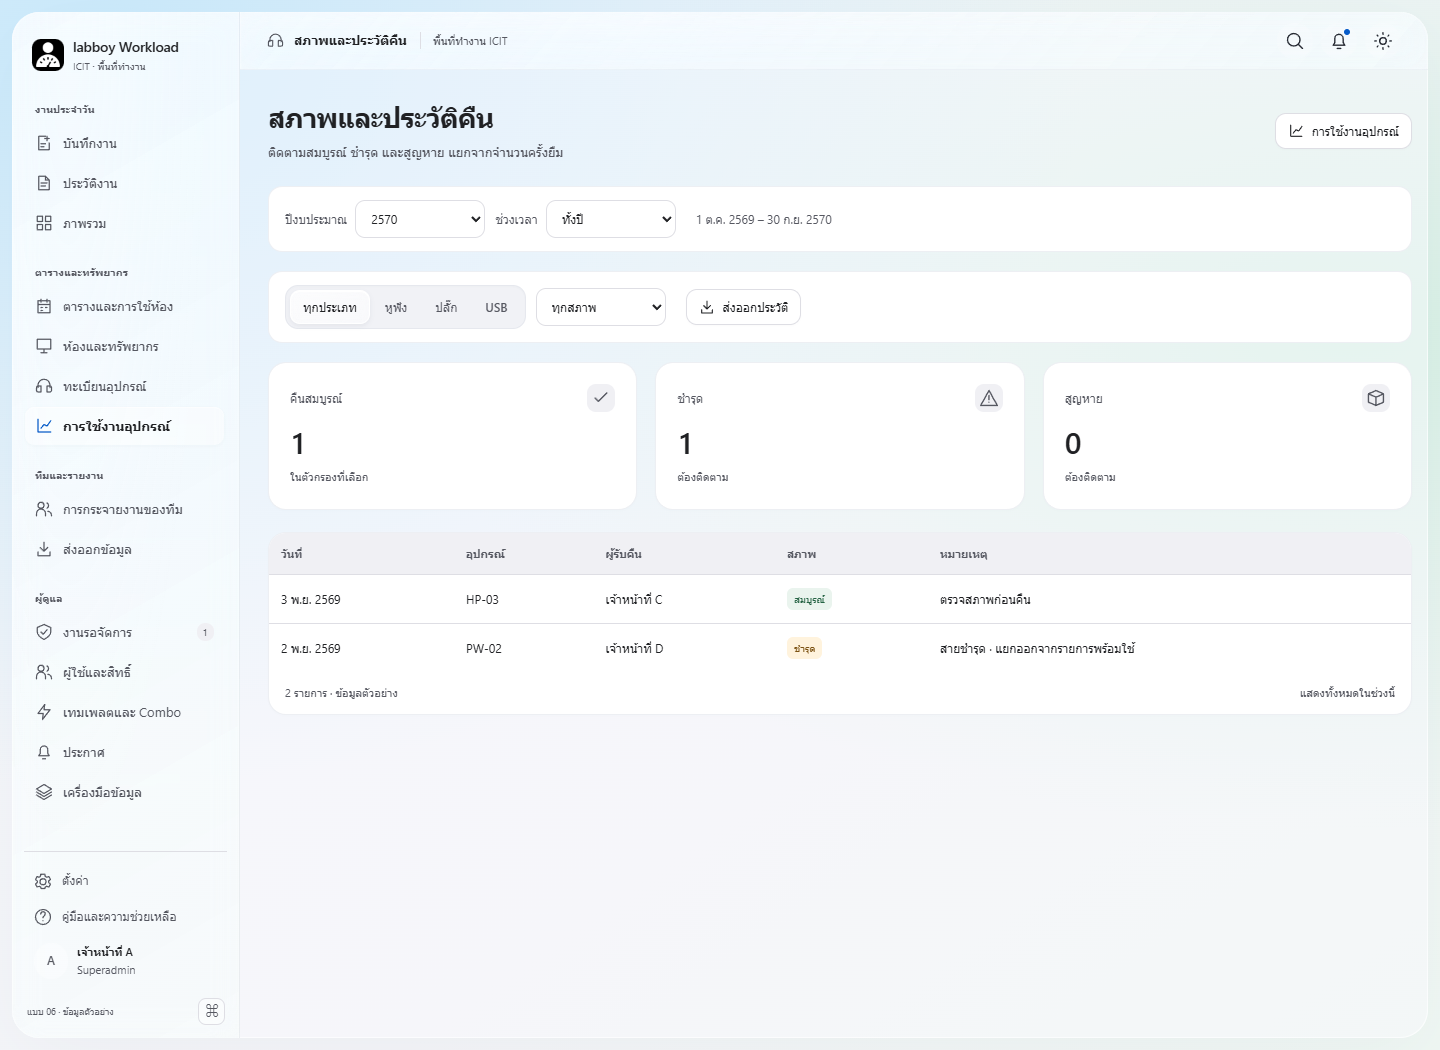 labboy Workload
ICIT · พื้นที่ทำงาน
งานประจำวัน
บันทึกงาน
ประวัติงาน
ภาพรวม
ตารางและทรัพยากร
ตารางและการใช้ห้อง
ห้องและทรัพยากร
ทะเบียนอุปกรณ์
การใช้งานอุปกรณ์
ทีมและรายงาน
การกระจายงานของทีม
ส่งออกข้อมูล
ผู้ดูแล
งานรอจัดการ 1
ผู้ใช้และสิทธิ์
เทมเพลตและ Combo
ประกาศ
เครื่องมือข้อมูล
ตั้งค่า
คู่มือและความช่วยเหลือ
A เจ้าหน้าที่ A
Superadmin
แบบ 06 · ข้อมูลตัวอย่าง ⌘
สภาพและประวัติคืน พื้นที่ทำงาน ICIT
สภาพและประวัติคืน
ติดตามสมบูรณ์ ชำรุด และสูญหาย แยกจากจำนวนครั้งยืม
การใช้งานอุปกรณ์
ปีงบประมาณ 2570 ช่วงเวลา ทั้งปี 1 ต.ค. 2569 – 30 ก.ย. 2570
ทุกประเภท หูฟัง ปลั๊ก USB ทุกสภาพ ส่งออกประวัติ
คืนสมบูรณ์
1
ในตัวกรองที่เลือก
ชำรุด
1
ต้องติดตาม
สูญหาย
0
ต้องติดตาม
วันที่ อุปกรณ์ ผู้รับคืน สภาพ หมายเหตุ
3 พ.ย. 2569 HP-03 เจ้าหน้าที่ C สมบูรณ์ ตรวจสภาพก่อนคืน
2 พ.ย. 2569 PW-02 เจ้าหน้าที่ D ชำรุด สายชำรุด · แยกออกจากรายการพร้อมใช้
2 รายการ · ข้อมูลตัวอย่าง แสดงทั้งหมดในช่วงนี้